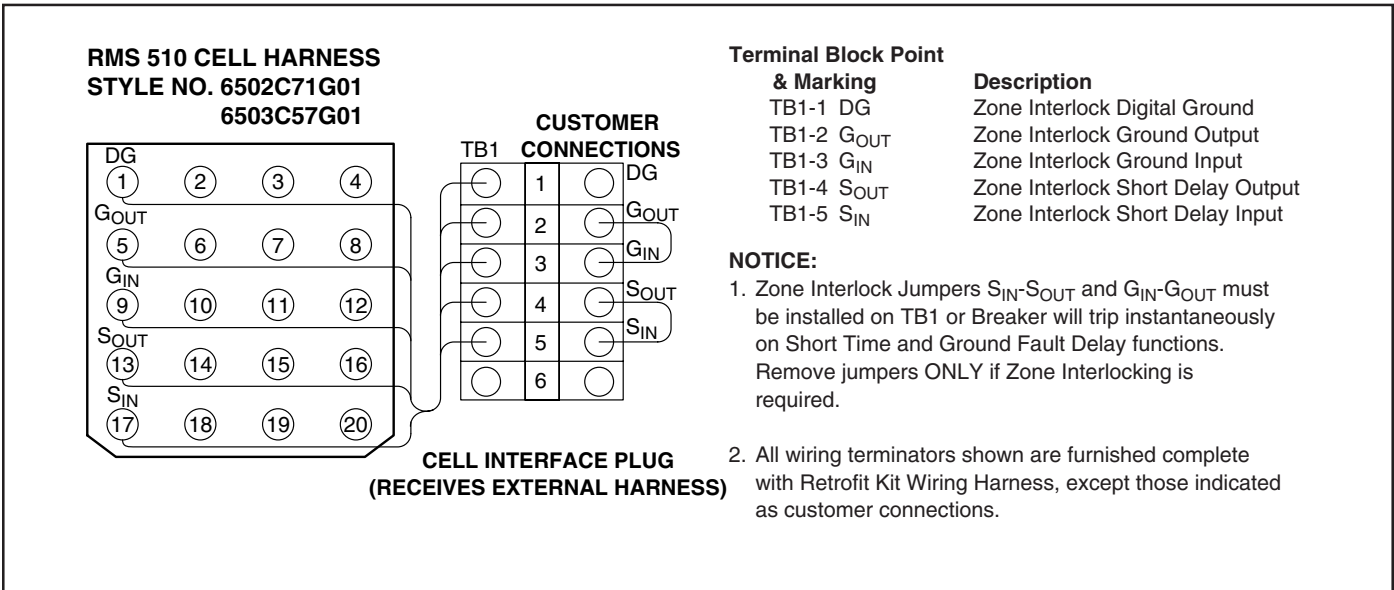 RMS 510 CELL HARNESS
STYLE NO. 6502C71G01
6503C57G01
DG
1 2 3 4
GOUT
5 6 7 8
GIN
9 10 11 12
SOUT
13 14 15 16
SIN
17 18 19 20
CUSTOMER
TB1 CONNECTIONS
1 DG
2 GOUT
3 GIN
4 SOUT
5 SIN
6
CELL INTERFACE PLUG
(RECEIVES EXTERNAL HARNESS)
Terminal Block Point
& Marking Description
TB1-1 DG Zone Interlock Digital Ground
TB1-2 GOUT Zone Interlock Ground Output
TB1-3 GIN Zone Interlock Ground Input
TB1-4 SOUT Zone Interlock Short Delay Output
TB1-5 SIN Zone Interlock Short Delay Input
NOTICE:
1. Zone Interlock Jumpers SIN-SOUT and GIN-GOUT must
be installed on TB1 or Breaker will trip instantaneously
on Short Time and Ground Fault Delay functions.
Remove jumpers ONLY if Zone Interlocking is
required.
2. All wiring terminators shown are furnished complete
with Retrofit Kit Wiring Harness, except those indicated
as customer connections.